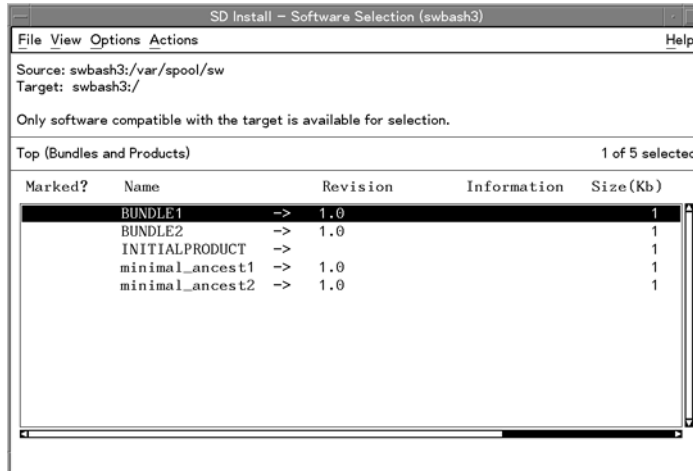 SD Install - Software Selection (swbash3)
File View Options Actions Help
Source: swbash3:/var/spool/sw
Target: swbash3:/
Only software compatible with the target is available for selection.
Top (Bundles and Products) 1 of 5 selected
Marked? Name Revision Information Size(Kb)
BUNDLE1 -> 1.0 1
BUNDLE2 -> 1.0 1
INITIALPRODUCT -> 1
minimal_ancest1 -> 1.0 1
minimal_ancest2 -> 1.0 1